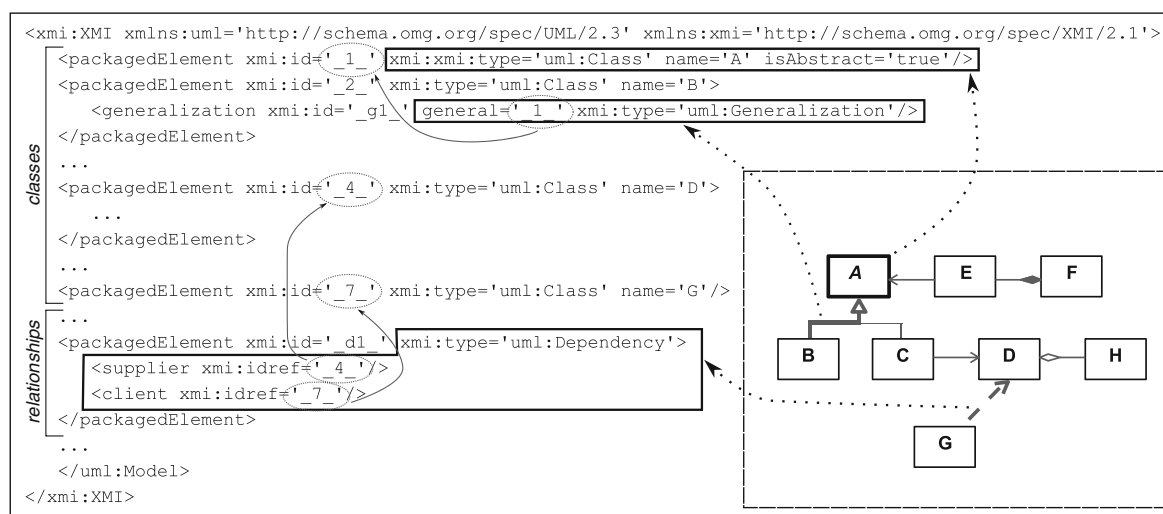 <xmi:XMI xmlns:uml='http://schema.omg.org/spec/UML/2.3' xmlns:xmi='http://schema.omg.org/spec/XMI/2.1'>
classes
<packagedElement xmi:id='_1_' xmi:xmi:type='uml:Class' name='A' isAbstract='true'/>
<packagedElement xmi:id='_2_' xmi:type='uml:Class' name='B'>
<generalization xmi:id='_g1_' general='_1_' xmi:type='uml:Generalization'/>
</packagedElement>
...
<packagedElement xmi:id='_4_' xmi:type='uml:Class' name='D'>
...
</packagedElement>
...
<packagedElement xmi:id='_7_' xmi:type='uml:Class' name='G'/>
...
relationships
<packagedElement xmi:id='_d1_' xmi:type='uml:Dependency'>
<supplier xmi:idref='_4_'/>
<client xmi:idref='_7_'/>
</packagedElement>
...
</uml:Model>
</xmi:XMI>
A E F
B C D H
G